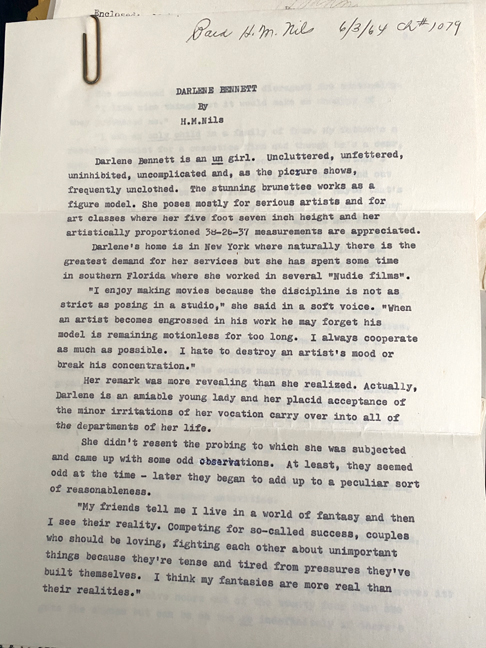 Enclosed
Paid H.M. Nils 6/3/64 ck# 1079
DARLENE BENNETT
By
H.M.Nils
Darlene Bennett is an un girl. Uncluttered, unfettered,
uninhibited, uncomplicated and, as the picture shows,
frequently unclothed. The stunning brunettee works as a
figure model. She poses mostly for serious artists and for
art classes where her five foot seven inch height and her
artistically proportioned 38-26-37 measurements are appreciated.
Darlene's home is in New York where naturally there is the
greatest demand for her services but she has spent some time
in southern Florida where she worked in several "Nudie films".
"I enjoy making movies because the discipline is not as
strict as posing in a studio," she said in a soft voice. "When
an artist becomes engrossed in his work he may forget his
model is remaining motionless for too long. I always cooperate
as much as possible. I hate to destroy an artist's mood or
break his concentration."
Her remark was more revealing than she realized. Actually,
Darlene is an amiable young lady and her placid acceptance of
the minor irritations of her vocation carry over into all of
the departments of her life.
She didn't resent the probing to which she was subjected
and came up with some odd observations. At least, they seemed
odd at the time - later they began to add up to a peculiar sort
of reasonableness.
"My friends tell me I live in a world of fantasy and then
I see their reality. Competing for so-called success, couples
who should be loving, fighting each other about unimportant
things because they're tense and tired from pressures they've
built themselves. I think my fantasies are more real than
their realities."